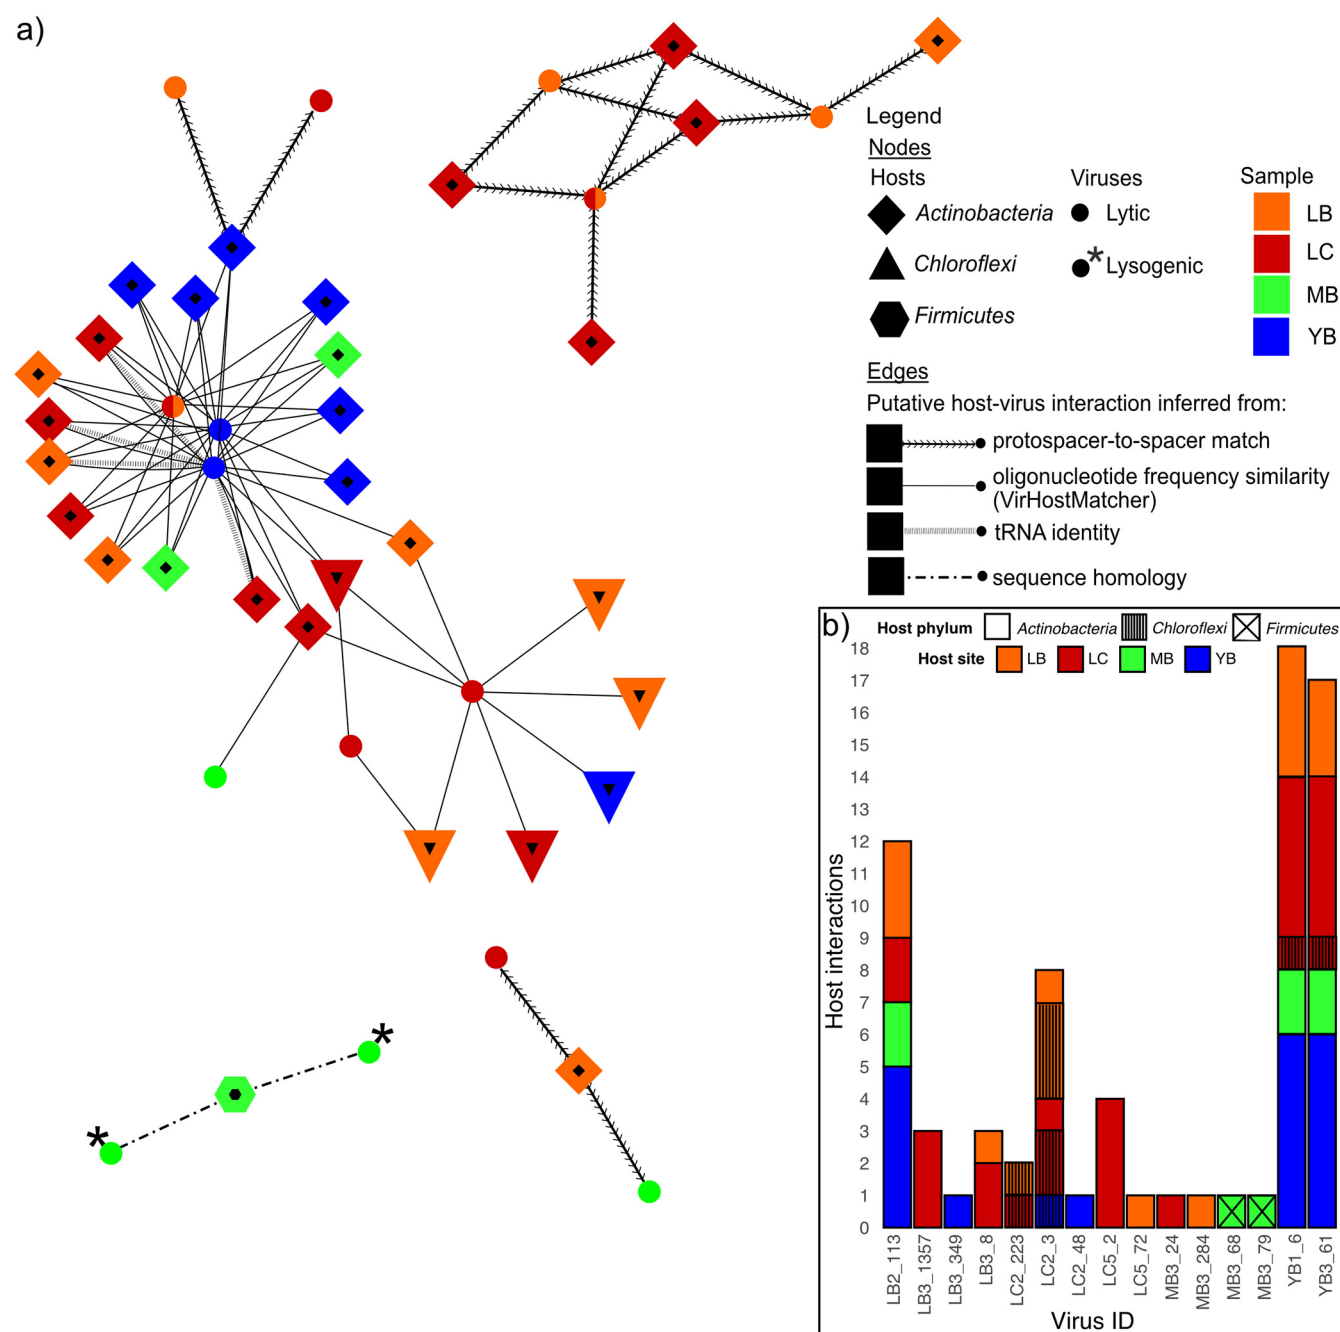 a)
Legend
Nodes
Hosts
Viruses
Sample
Actinobacteria
Lytic
LB
Chloroflexi
* Lysogenic
LC
Firmicutes
MB
YB
Edges
Putative host-virus interaction inferred from:
protospacer-to-spacer match
oligonucleotide frequency similarity
(VirHostMatcher)
tRNA identity
sequence homology
*
*
b)
Host phylum Actinobacteria Chloroflexi Firmicutes
Host site LB LC MB YB
Host interactions
18
17
16
15
14
13
12
11
10
9
8
7
6
5
4
3
2
1
0
LB2_113
LB3_1357
LB3_349
LB3_8
LC2_223
LC2_3
LC2_48
LC5_2
LC5_72
MB3_24
MB3_284
MB3_68
MB3_79
YB1_6
YB3_61
Virus ID